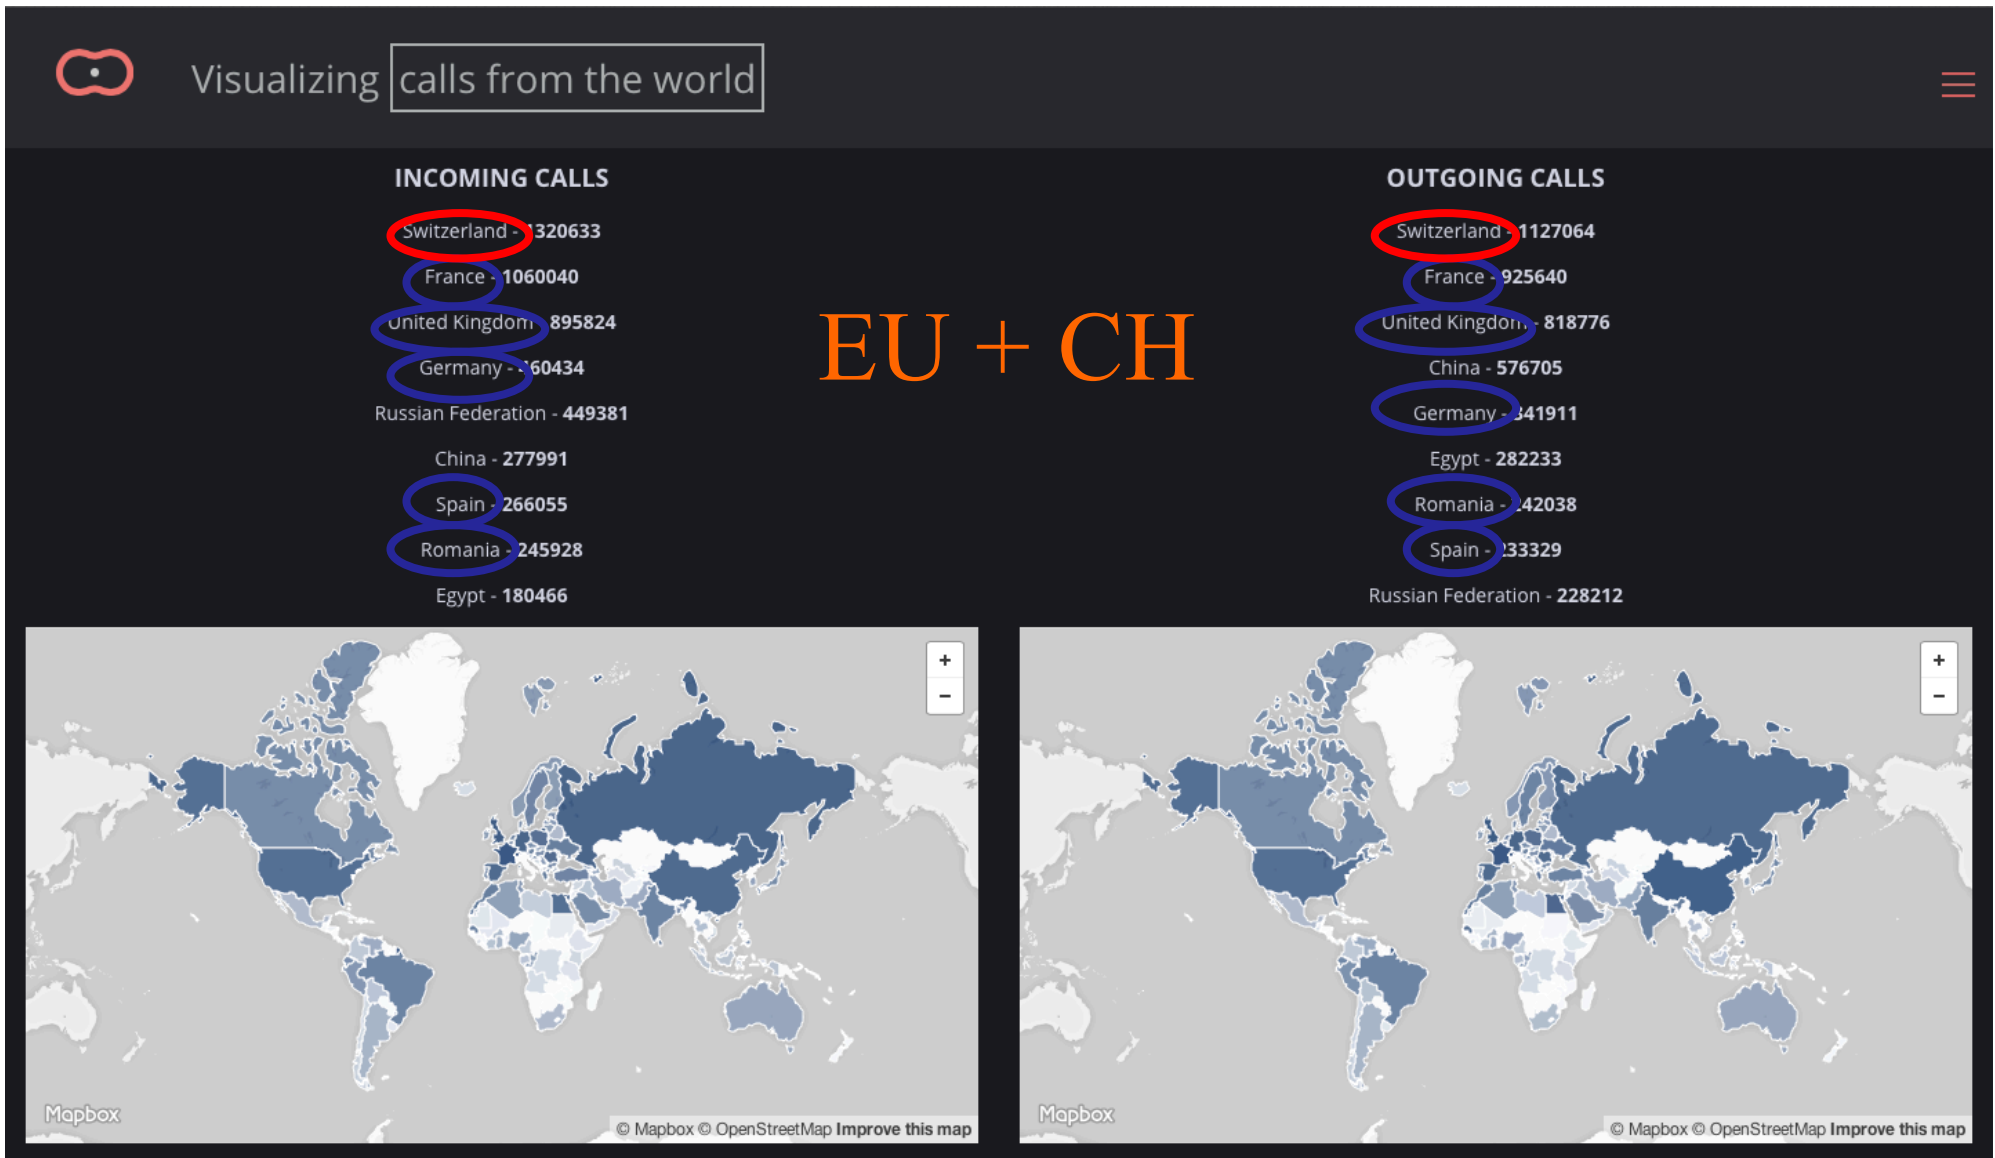 Visualizing calls from the world
INCOMING CALLS
Switzerland - 1320633
France - 1060040
United Kingdom - 895824
Germany - 460434
Russian Federation - 449381
China - 277991
Spain - 266055
Romania - 245928
Egypt - 180466
EU + CH
OUTGOING CALLS
Switzerland - 1127064
France - 925640
United Kingdom - 818776
China - 576705
Germany - 341911
Egypt - 282233
Romania - 242038
Spain - 233329
Russian Federation - 228212
+
−
Mapbox
© Mapbox © OpenStreetMap Improve this map
+
−
Mapbox
© Mapbox © OpenStreetMap Improve this map